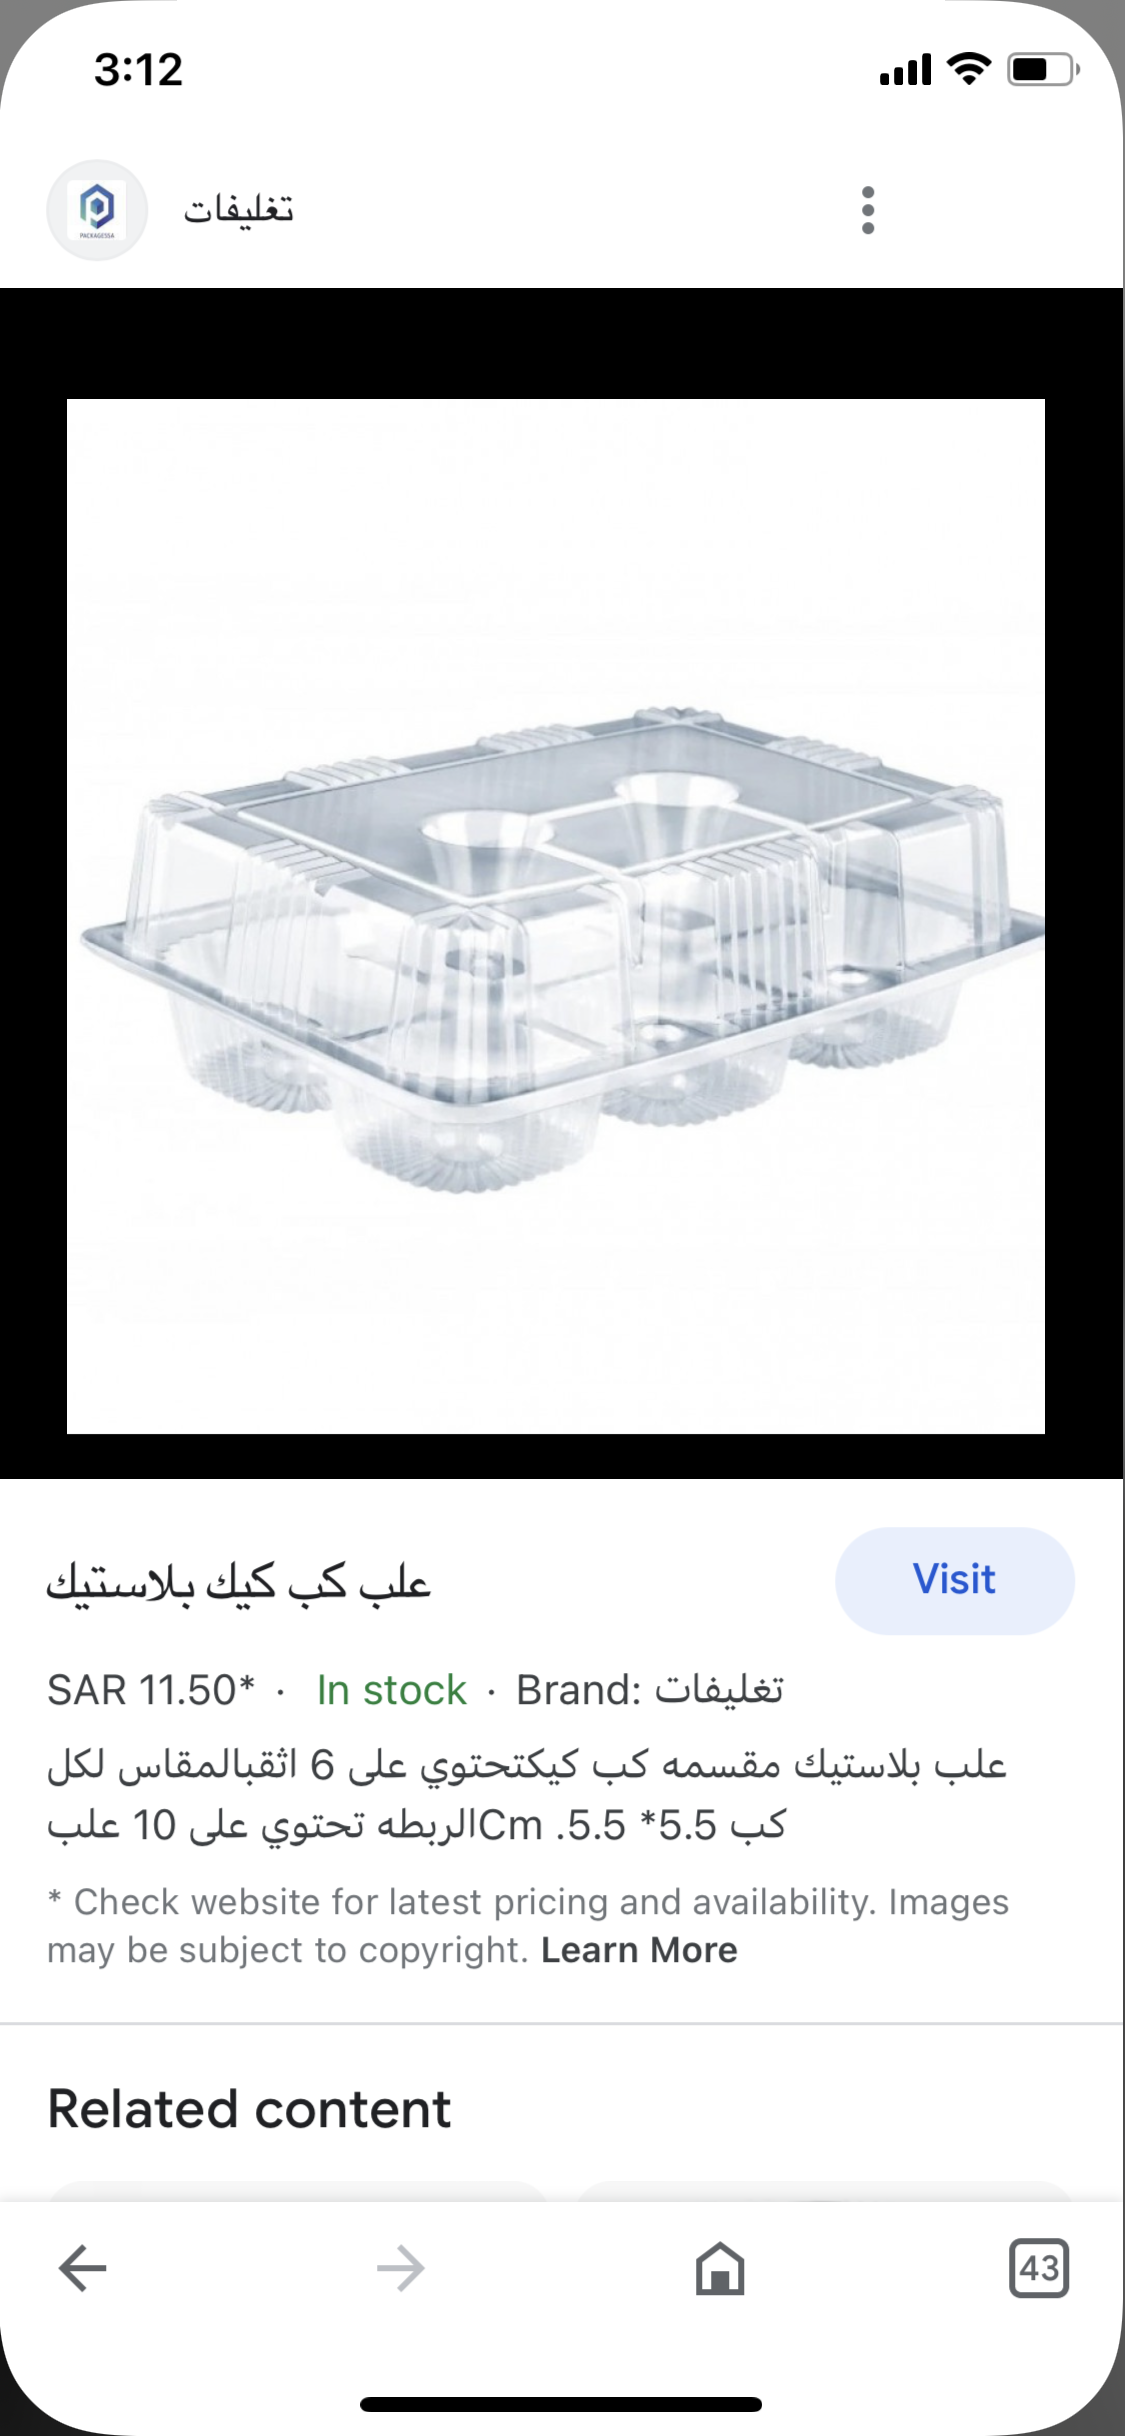 3:12
تغليفات
PACKAGESSA
علب كب كيك بلاستيك
Visit
SAR 11.50* · In stock · Brand: تغليفات
علب بلاستيك مقسمه كب كيكتحتوي على 6 اثقبالمقاس لكل
كب 5.5* 5.5. Cmالربطه تحتوي على 10 علب
* Check website for latest pricing and availability. Images
may be subject to copyright. Learn More
Related content
43